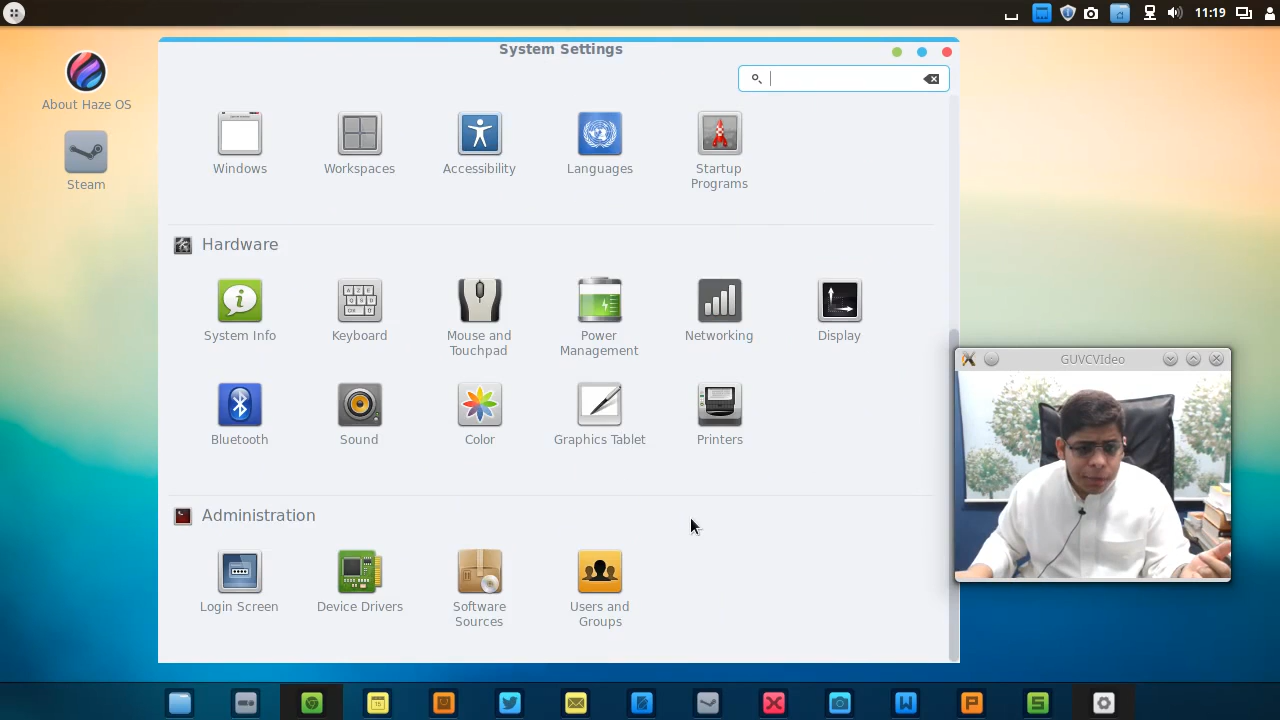 11:19
System Settings
About Haze OS
Steam
Windows
Workspaces
Accessibility
Languages
Startup
Programs
Hardware
System Info
Keyboard
Mouse and
Touchpad
Power
Management
Networking
Display
Bluetooth
Sound
Color
Graphics Tablet
Printers
GUVCVIdeo
Administration
Login Screen
Device Drivers
Software
Sources
Users and
Groups
W
P
S